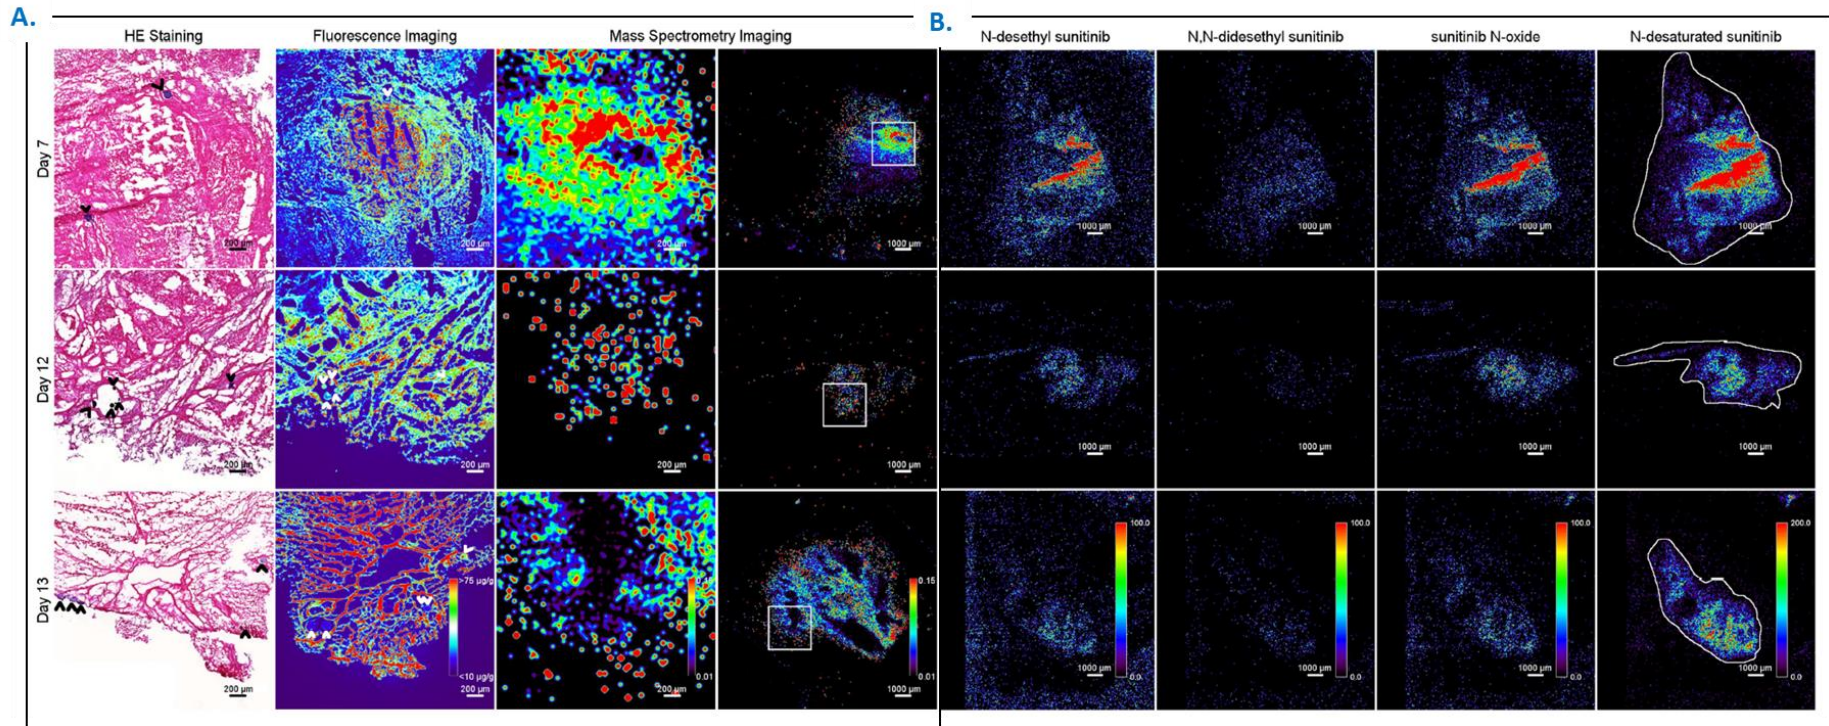 A.
B.
HE Staining
Fluorescence Imaging
Mass Spectrometry Imaging
N-desethyl sunitinib
N,N-didesethyl sunitinib
sunitinib N-oxide
N-desaturated sunitinib
Day 7
200 µm
200 µm
200 µm
1000 µm
1000 µm
1000 µm
1000 µm
1000 µm
Day 12
200 µm
200 µm
200 µm
1000 µm
1000 µm
1000 µm
1000 µm
1000 µm
Day 13
>75 µg/g
<10 µg/g
0.15
0.01
0.15
0.01
100.0
0.0
100.0
0.0
100.0
0.0
200.0
0.0
200 µm
200 µm
200 µm
1000 µm
1000 µm
1000 µm
1000 µm
1000 µm